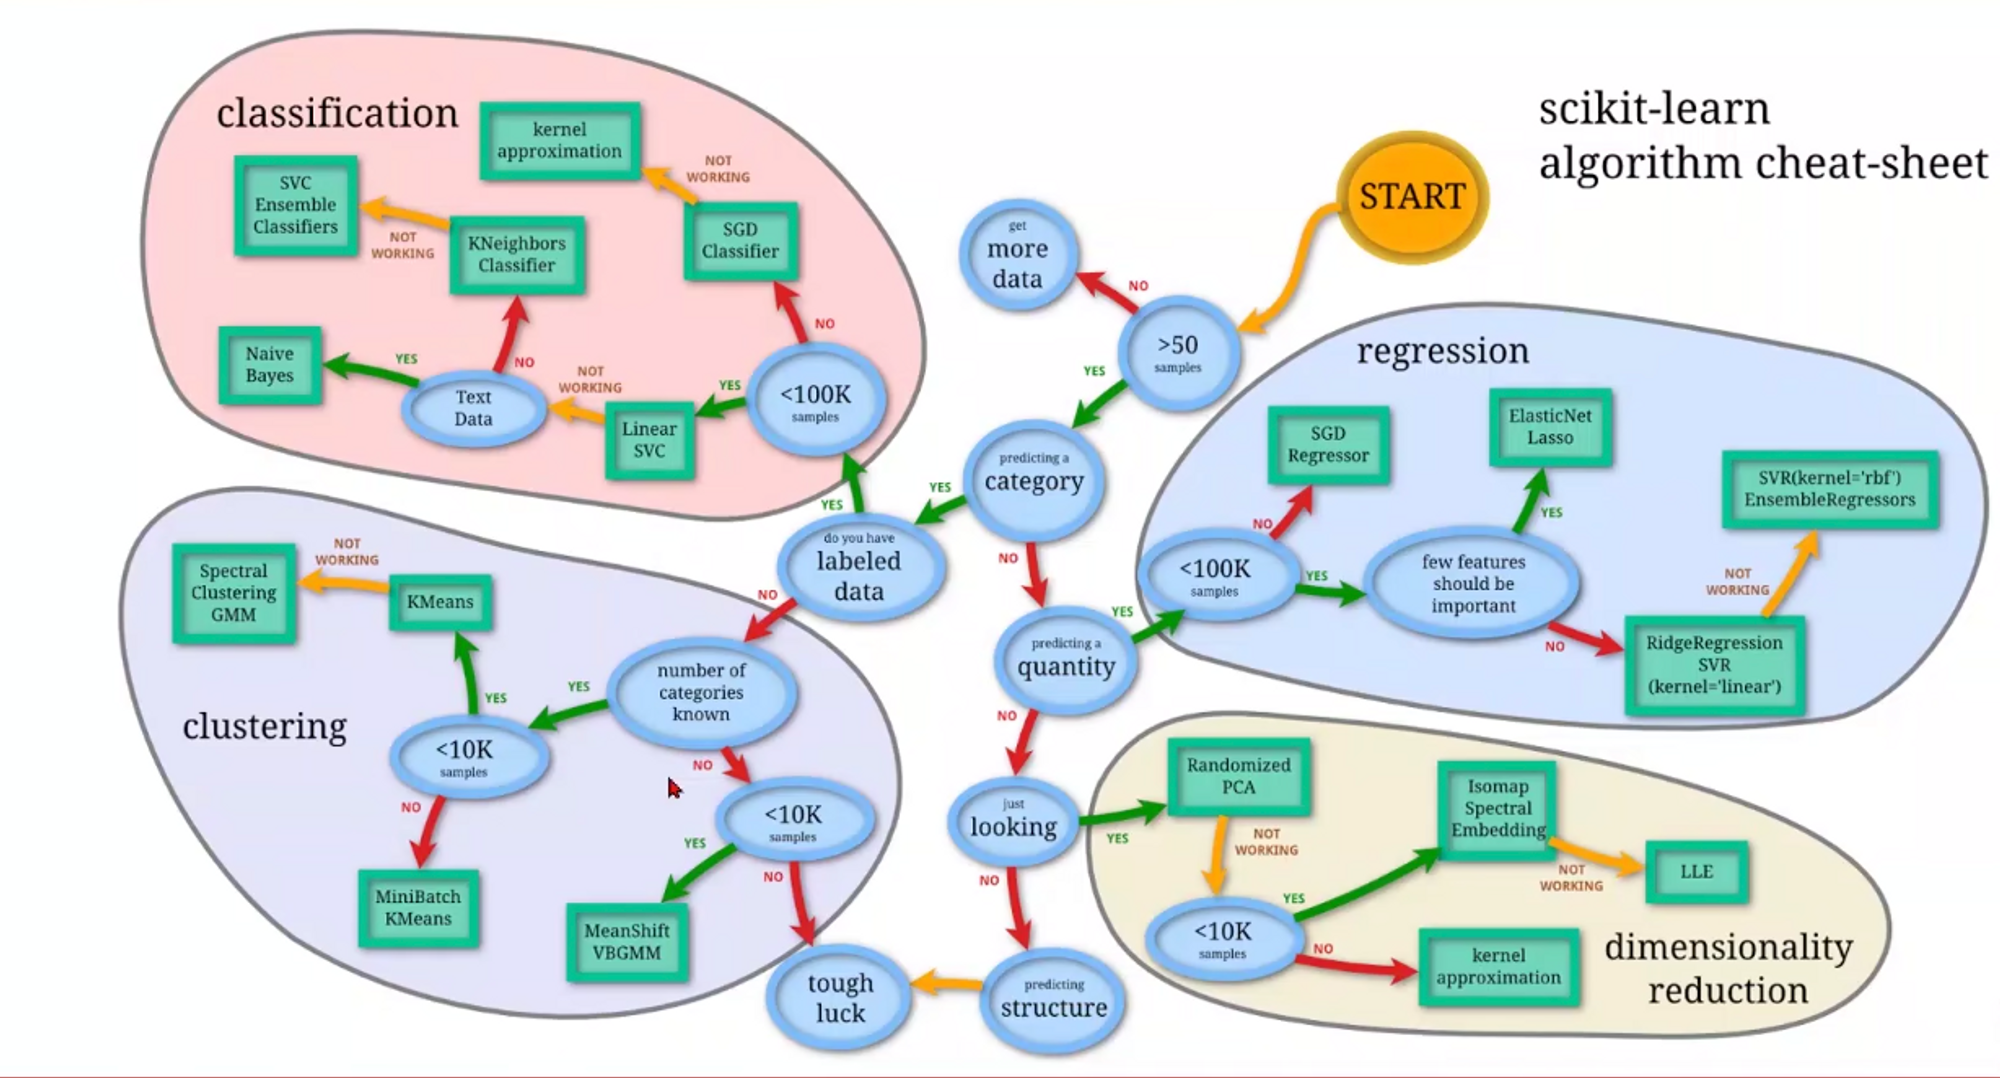 scikit-learn
algorithm cheat-sheet
START
get
more
data
NO
>50
samples
YES
predicting a
category
YES
NO
do you have
labeled
data
YES
NO
predicting a
quantity
YES
NO
just
looking
YES
NO
predicting
structure
tough
luck
classification
kernel
approximation
NOT
WORKING
SVC
Ensemble
Classifiers
NOT
WORKING
KNeighbors
Classifier
SGD
Classifier
NO
Naive
Bayes
YES
NO
Text
Data
NOT
WORKING
Linear
SVC
YES
<100K
samples
regression
SGD
Regressor
ElasticNet
Lasso
SVR(kernel='rbf')
EnsembleRegressors
NO
YES
<100K
samples
YES
few features
should be
important
NOT
WORKING
NO
RidgeRegression
SVR
(kernel='linear')
clustering
Spectral
Clustering
GMM
NOT
WORKING
KMeans
YES
number of
categories
known
YES
NO
<10K
samples
NO
MiniBatch
KMeans
<10K
samples
YES
NO
MeanShift
VBGMM
dimensionality
reduction
Randomized
PCA
NOT
WORKING
Isomap
Spectral
Embedding
NOT
WORKING
LLE
YES
<10K
samples
NO
kernel
approximation